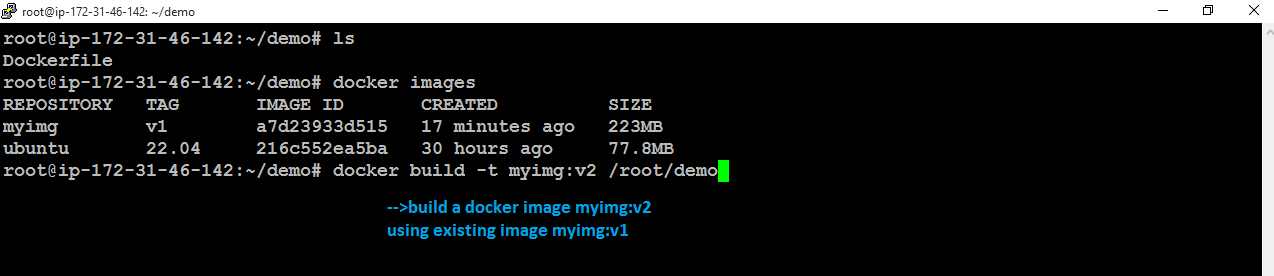 root@ip-172-31-46-142: ~/demo
root@ip-172-31-46-142:~/demo# ls
Dockerfile
root@ip-172-31-46-142:~/demo# docker images
REPOSITORY   TAG       IMAGE ID       CREATED          SIZE
myimg        v1        a7d23933d515   17 minutes ago   223MB
ubuntu       22.04     216c552ea5ba   30 hours ago     77.8MB
root@ip-172-31-46-142:~/demo# docker build -t myimg:v2 /root/demo
-->build a docker image myimg:v2
using existing image myimg:v1